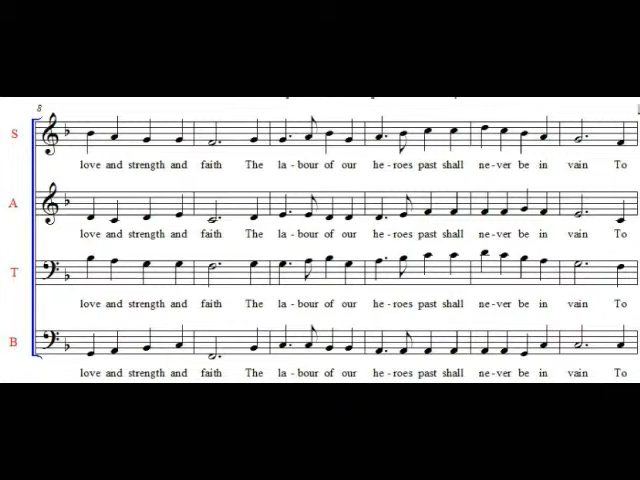 8
S
love and strength and faith The la - bour of our he - roes past shall ne - ver be in vain To
A
love and strength and faith The la - bour of our he - roes past shall ne - ver be in vain To
T
love and strength and faith The la - bour of our he - roes past shall ne - ver be in vain To
B
love and strength and faith The la - bour of our he - roes past shall ne - ver be in vain To